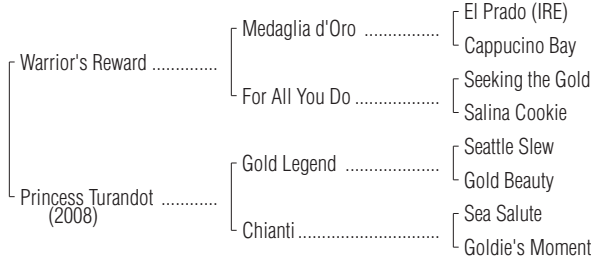 El Prado (IRE)
Medaglia d'Oro ................
Cappucino Bay
Warrior's Reward .............
Seeking the Gold
For All You Do ..................
Salina Cookie
Seattle Slew
Gold Legend ....................
Gold Beauty
Princess Turandot ............
(2008)
Sea Salute
Chianti..............................
Goldie's Moment